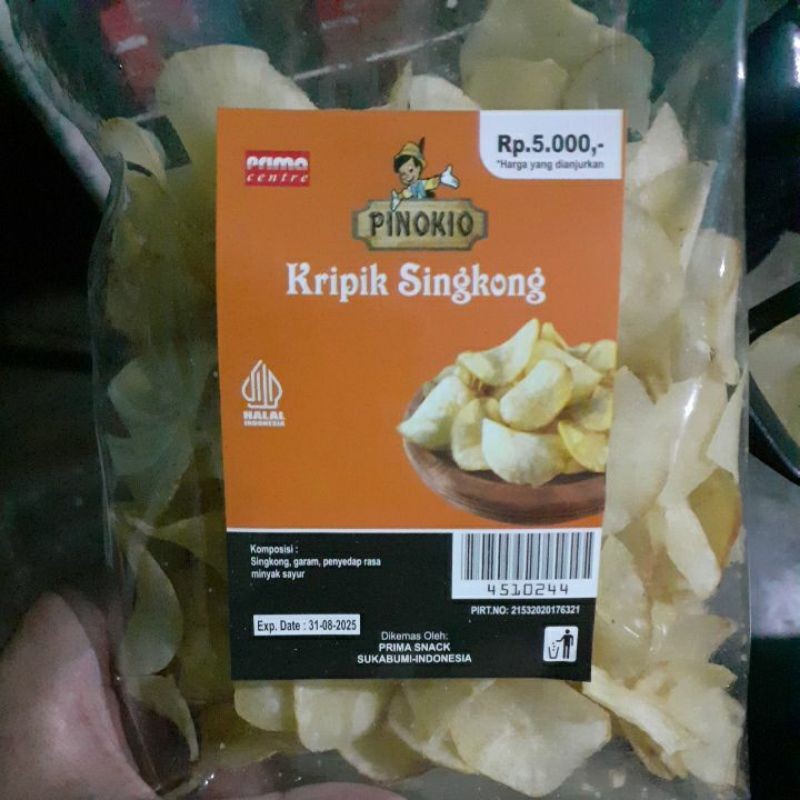 prima
centre
Rp.5.000,-
*Harga yang dianjurkan
PINOKIO
Kripik Singkong
HALAL
INDONESIA
Komposisi :
Singkong, garam, penyedap rasa
minyak sayur
4510244
PIRT.NO: 21532020176321
Exp. Date : 31-08-2025
Dikemas Oleh:
PRIMA SNACK
SUKABUMI-INDONESIA